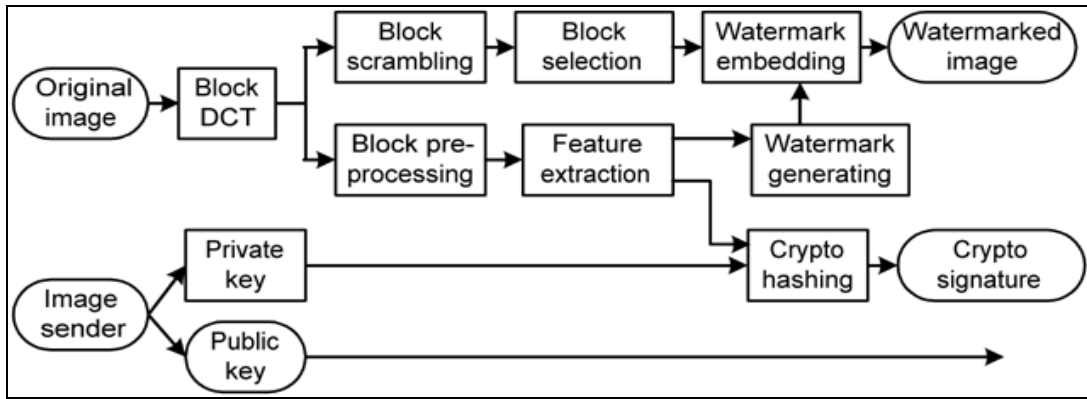 Original
image
Block
DCT
Block
scrambling
Block
selection
Watermark
embedding
Watermarked
image
Block pre-
processing
Feature
extraction
Watermark
generating
Private
key
Crypto
hashing
Crypto
signature
Image
sender
Public
key